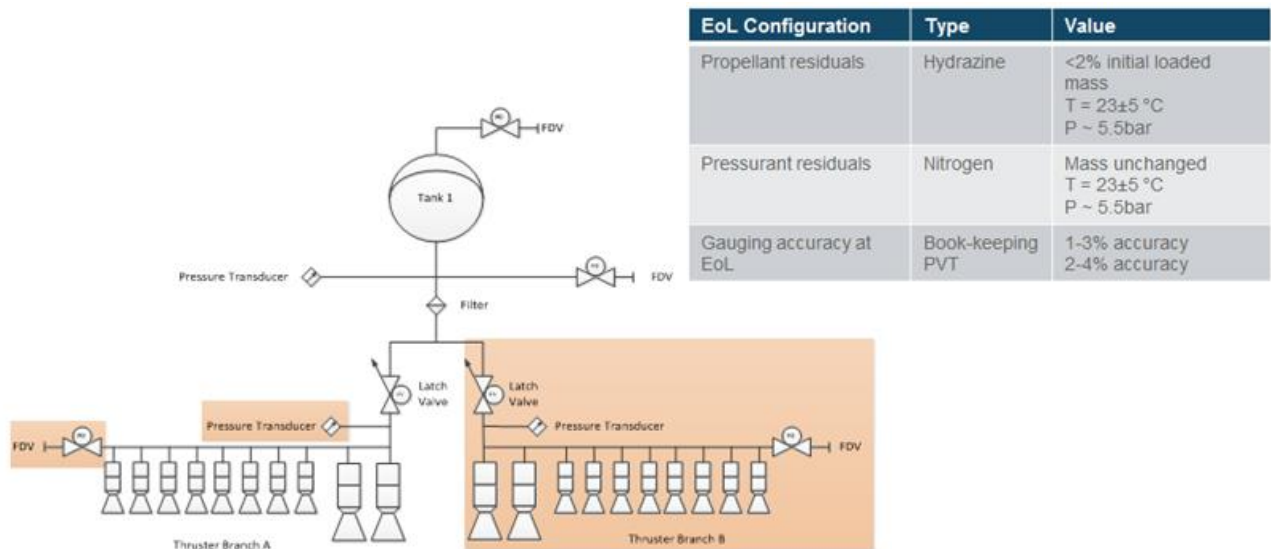 EoL Configuration Type Value
Propellant residuals Hydrazine <2% initial loaded
mass
T = 23±5 °C
P ~ 5.5bar
Pressurant residuals Nitrogen Mass unchanged
T = 23±5 °C
P ~ 5.5bar
Gauging accuracy at Book-keeping 1-3% accuracy
EoL PVT 2-4% accuracy
FDV
Tank 1
Pressure Transducer
FDV
Filter
Latch
Valve
Latch
Valve
Pressure Transducer
Pressure Transducer
FDV
FDV
Thruster Branch A
Thruster Branch B